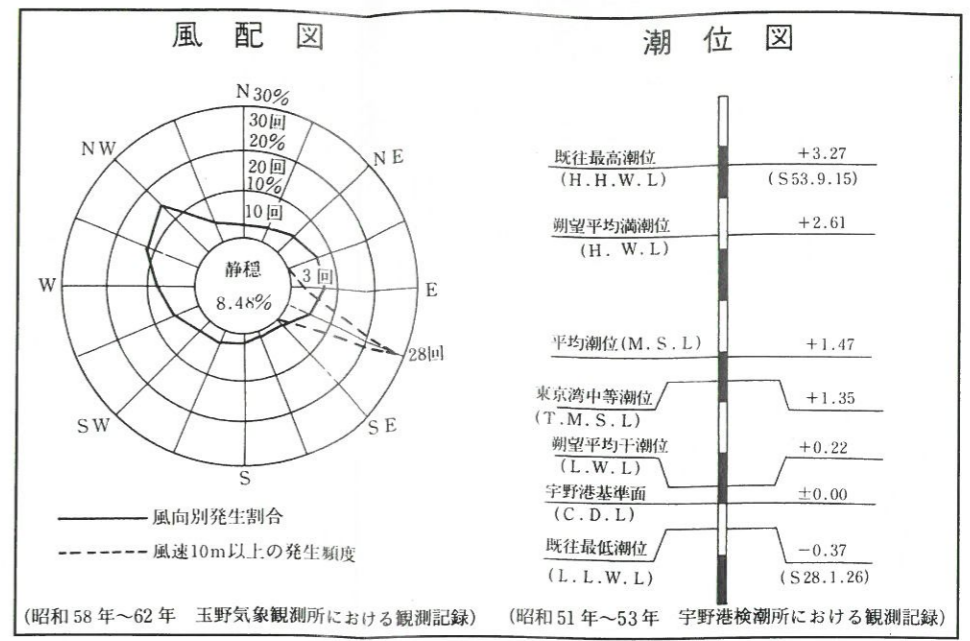 風配図
N 30%
30回
20%
20回
10%
10回
NW
NE
静穏
8.48%
3回
W
E
28回
SW
SE
S
風向別発生割合
風速10m以上の発生頻度
(昭和58年～62年 玉野気象観測所における観測記録)
潮位図
既往最高潮位
(H.H.W.L)
+3.27
(S53.9.15)
朔望平均満潮位
(H.W.L)
+2.61
平均潮位(M.S.L)
+1.47
東京湾中等潮位
(T.M.S.L)
+1.35
朔望平均干潮位
(L.W.L)
+0.22
宇野港基準面
(C.D.L)
±0.00
既往最低潮位
(L.L.W.L)
−0.37
(S28.1.26)
(昭和51年～53年 宇野港検潮所における観測記録)